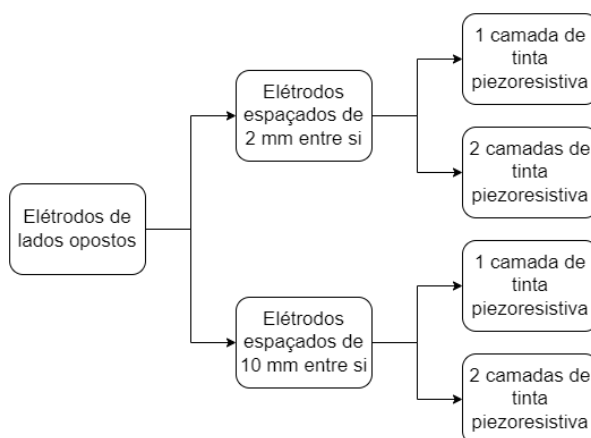 Elétrodos de
lados opostos
Elétrodos
espaçados de
2 mm entre si
1 camada de
tinta
piezoresistiva
2 camadas de
tinta
piezoresistiva
Elétrodos
espaçados de
10 mm entre si
1 camada de
tinta
piezoresistiva
2 camadas de
tinta
piezoresistiva